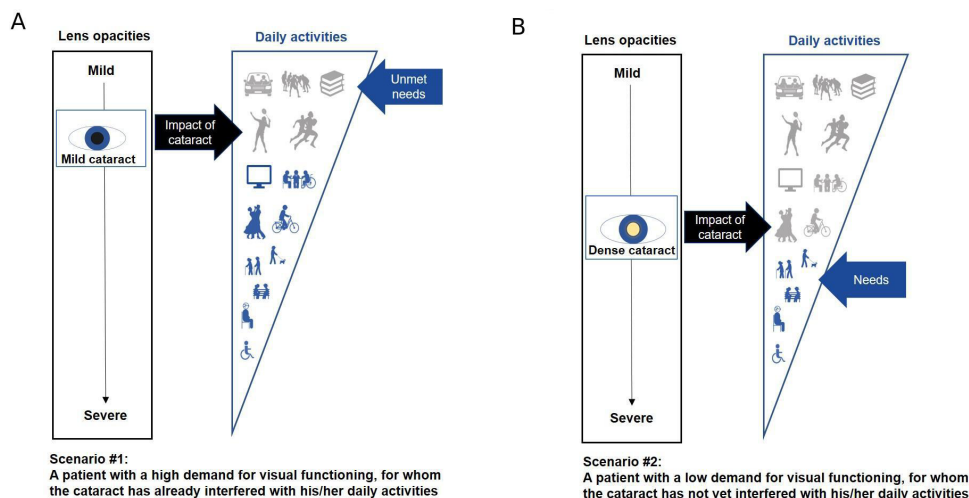 A
Lens opacities
Daily activities
Mild
Unmet
needs
Impact of
cataract
Mild cataract
Severe
Scenario #1:
A patient with a high demand for visual functioning, for whom
the cataract has already interfered with his/her daily activities
B
Lens opacities
Daily activities
Mild
Impact of
cataract
Dense cataract
Needs
Severe
Scenario #2:
A patient with a low demand for visual functioning, for whom
the cataract has not yet interfered with his/her daily activities